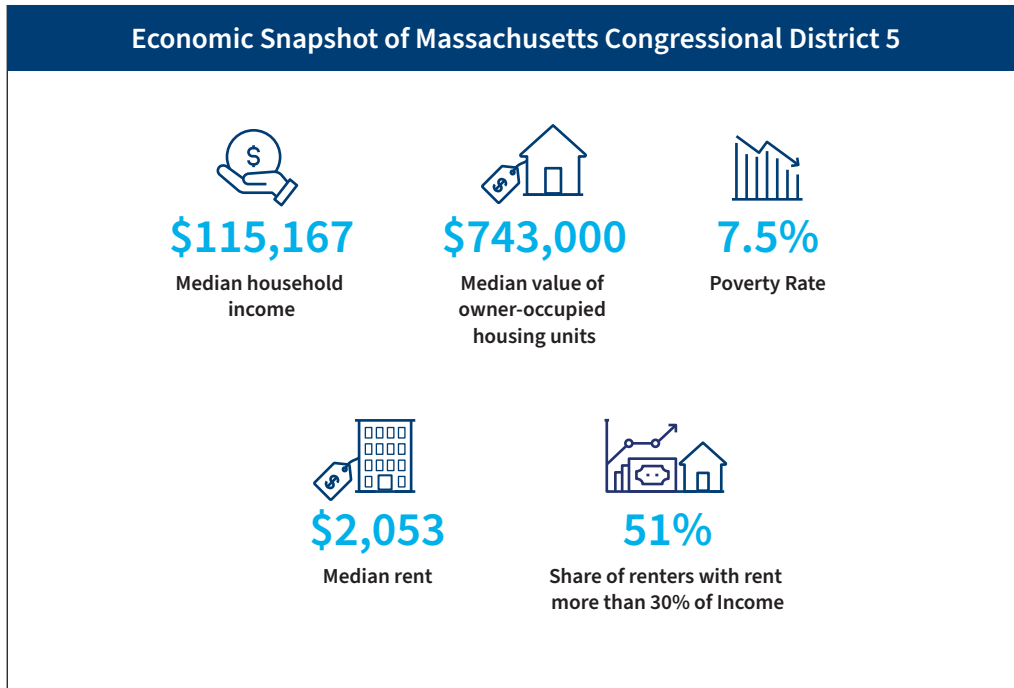 Economic Snapshot of Massachusetts Congressional District 5
$
$
$115,167
$743,000
7.5%
Median household
income
Median value of
owner-occupied
housing units
Poverty Rate
$
$2,053
51%
Median rent
Share of renters with rent
more than 30% of Income